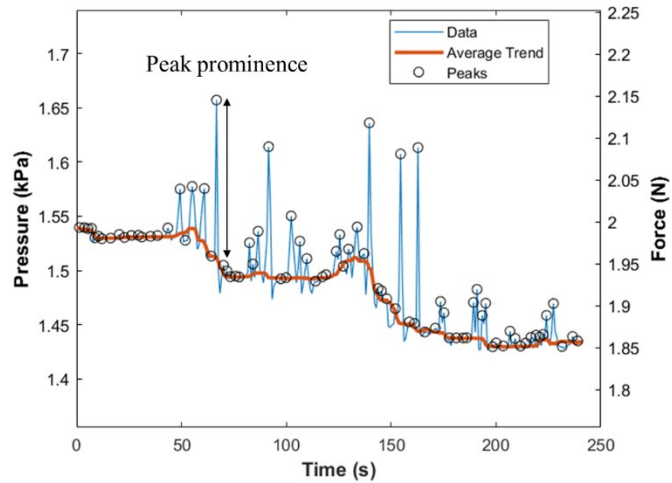 Data
Average Trend
Peaks
Peak prominence
Pressure (kPa)
1.7
1.65
1.6
1.55
1.5
1.45
1.4
Force (N)
2.25
2.2
2.15
2.1
2.05
2
1.95
1.9
1.85
1.8
0 50 100 150 200 250
Time (s)